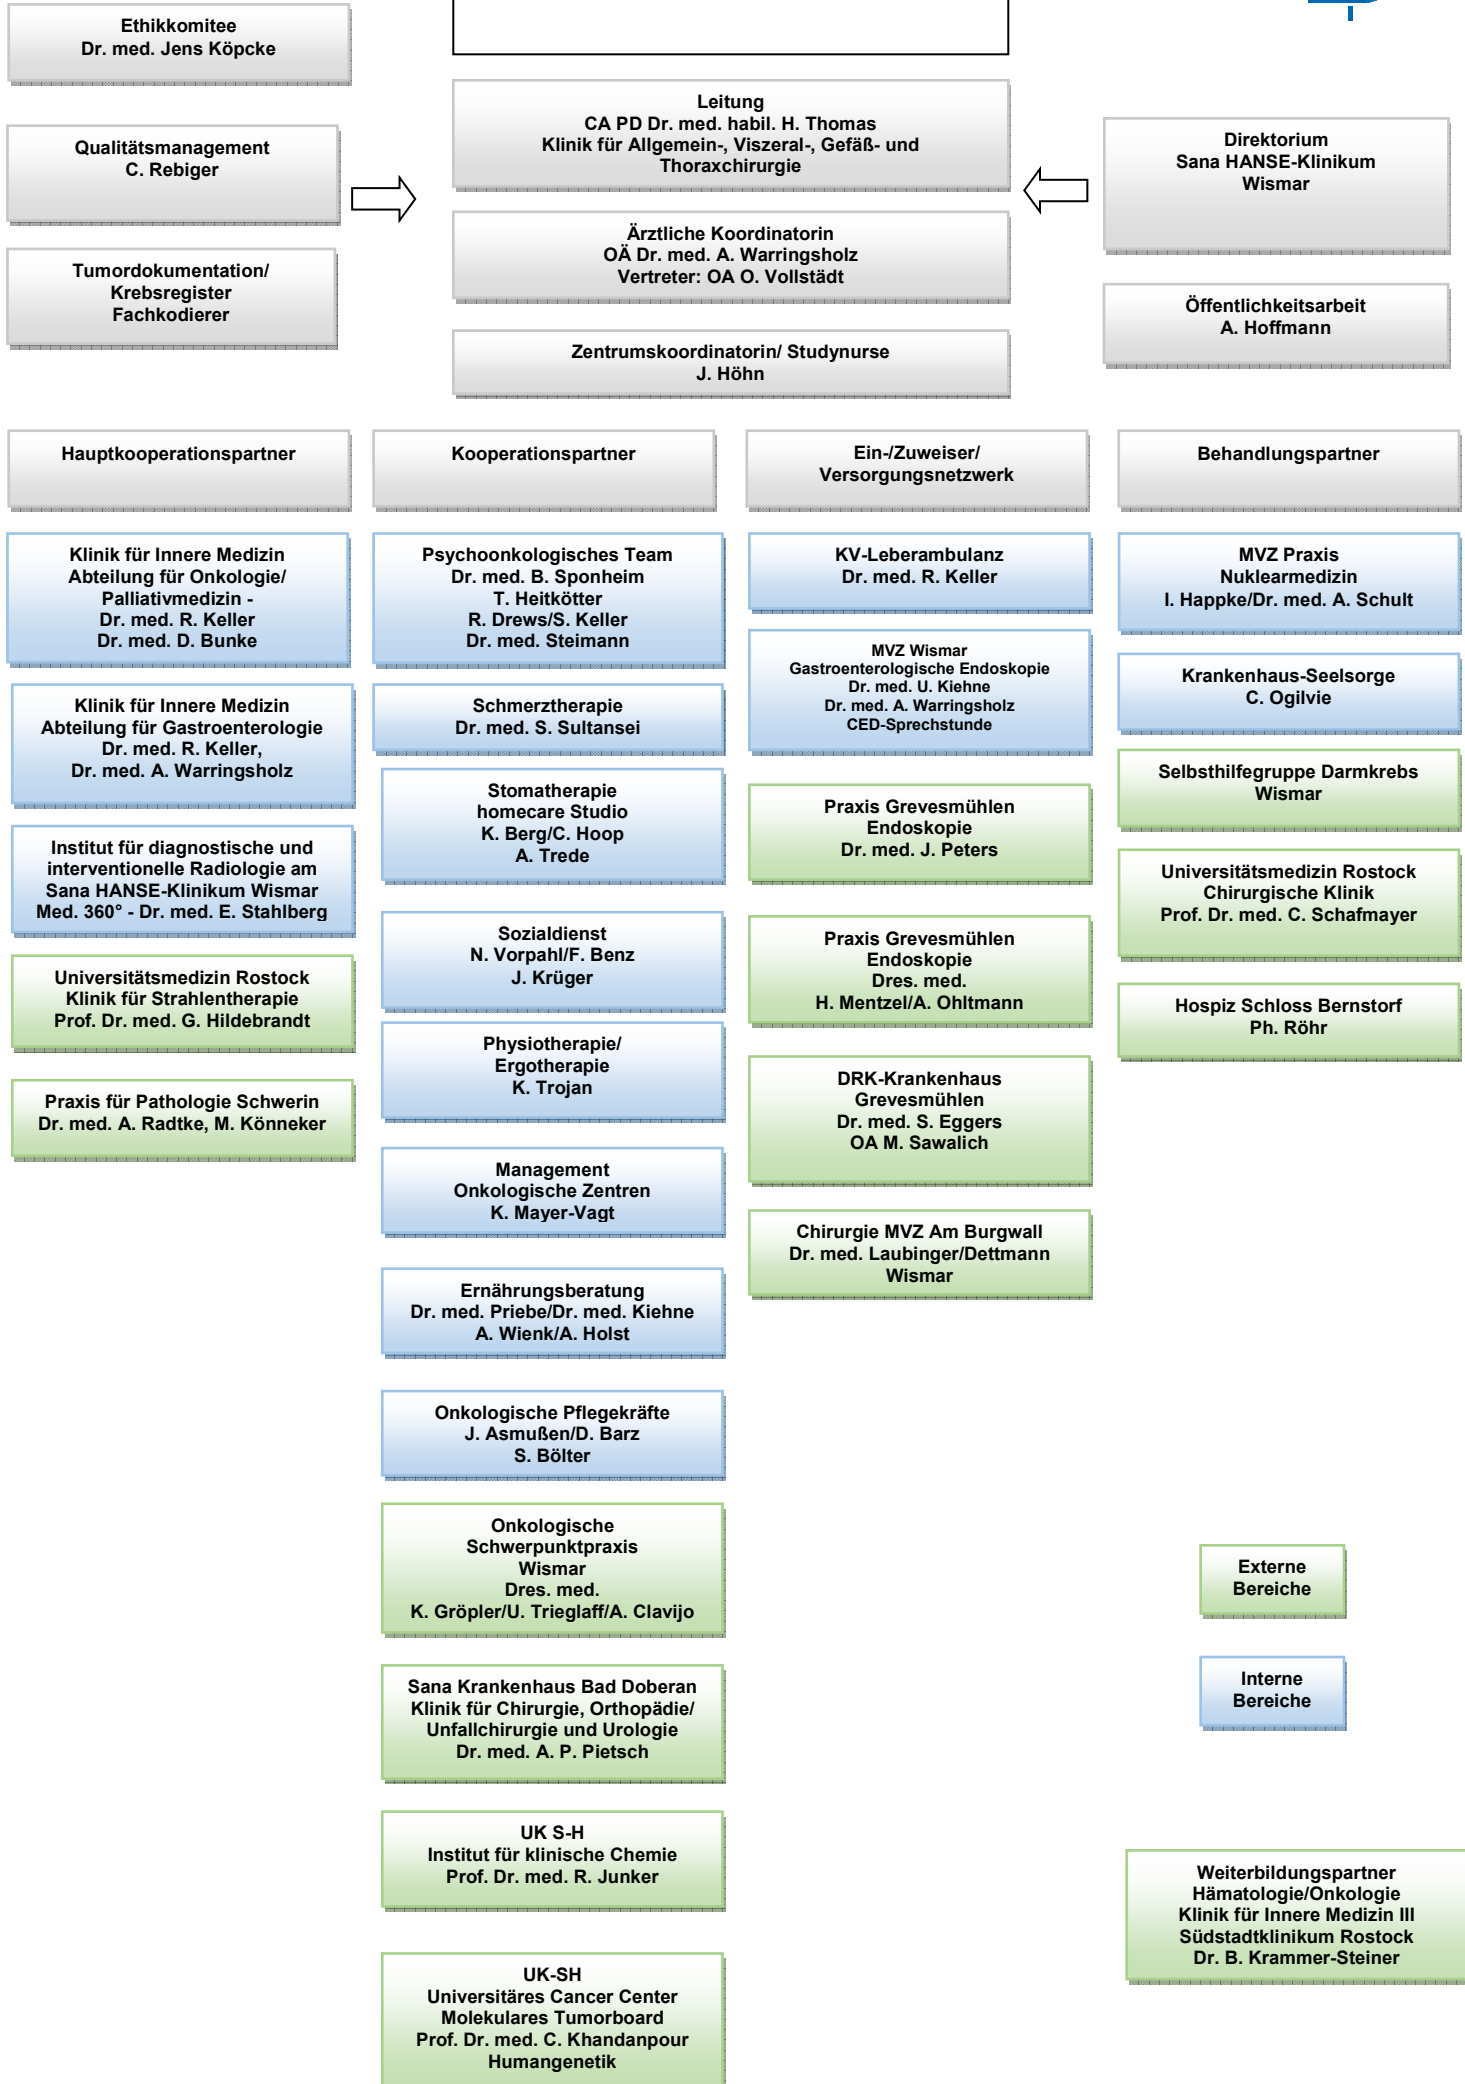 Ethikkomitee
Dr. med. Jens Köpcke
Qualitätsmanagement
C. Rebiger
Tumordokumentation/
Krebsregister
Fachkodierer
Leitung
CA PD Dr. med. habil. H. Thomas
Klinik für Allgemein-, Viszeral-, Gefäß- und
Thoraxchirurgie
Ärztliche Koordinatorin
OÄ Dr. med. A. Warringsholz
Vertreter: OA O. Vollstädt
Zentrumskoordinatorin/ Studynurse
J. Höhn
Direktorium
Sana HANSE-Klinikum
Wismar
Öffentlichkeitsarbeit
A. Hoffmann
Hauptkooperationspartner
Klinik für Innere Medizin
Abteilung für Onkologie/
Palliativmedizin -
Dr. med. R. Keller
Dr. med. D. Bunke
Klinik für Innere Medizin
Abteilung für Gastroenterologie
Dr. med. R. Keller,
Dr. med. A. Warringsholz
Institut für diagnostische und
interventionelle Radiologie am
Sana HANSE-Klinikum Wismar
Med. 360° - Dr. med. E. Stahlberg
Universitätsmedizin Rostock
Klinik für Strahlentherapie
Prof. Dr. med. G. Hildebrandt
Praxis für Pathologie Schwerin
Dr. med. A. Radtke, M. Könneker
Kooperationspartner
Psychoonkologisches Team
Dr. med. B. Sponheim
T. Heitkötter
R. Drews/S. Keller
Dr. med. Steimann
Schmerztherapie
Dr. med. S. Sultansei
Stomatherapie
homecare Studio
K. Berg/C. Hoop
A. Trede
Sozialdienst
N. Vorpahl/F. Benz
J. Krüger
Physiotherapie/
Ergotherapie
K. Trojan
Management
Onkologische Zentren
K. Mayer-Vagt
Ernährungsberatung
Dr. med. Priebe/Dr. med. Kiehne
A. Wienk/A. Holst
Onkologische Pflegekräfte
J. Asmußen/D. Barz
S. Bölter
Onkologische
Schwerpunktpraxis
Wismar
Dres. med.
K. Gröpler/U. Trieglaff/A. Clavijo
Sana Krankenhaus Bad Doberan
Klinik für Chirurgie, Orthopädie/
Unfallchirurgie und Urologie
Dr. med. A. P. Pietsch
UK S-H
Institut für klinische Chemie
Prof. Dr. med. R. Junker
UK-SH
Universitäres Cancer Center
Molekulares Tumorboard
Prof. Dr. med. C. Khandanpour
Humangenetik
Ein-/Zuweiser/
Versorgungsnetzwerk
KV-Leberambulanz
Dr. med. R. Keller
MVZ Wismar
Gastroenterologische Endoskopie
Dr. med. U. Kiehne
Dr. med. A. Warringsholz
CED-Sprechstunde
Praxis Grevesmühlen
Endoskopie
Dr. med. J. Peters
Praxis Grevesmühlen
Endoskopie
Dres. med.
H. Mentzel/A. Ohltmann
DRK-Krankenhaus
Grevesmühlen
Dr. med. S. Eggers
OA M. Sawalich
Chirurgie MVZ Am Burgwall
Dr. med. Laubinger/Dettmann
Wismar
Behandlungspartner
MVZ Praxis
Nuklearmedizin
I. Happke/Dr. med. A. Schult
Krankenhaus-Seelsorge
C. Ogilvie
Selbsthilfegruppe Darmkrebs
Wismar
Universitätsmedizin Rostock
Chirurgische Klinik
Prof. Dr. med. C. Schafmayer
Hospiz Schloss Bernstorf
Ph. Röhr
Externe
Bereiche
Interne
Bereiche
Weiterbildungspartner
Hämatologie/Onkologie
Klinik für Innere Medizin III
Südstadtklinikum Rostock
Dr. B. Krammer-Steiner